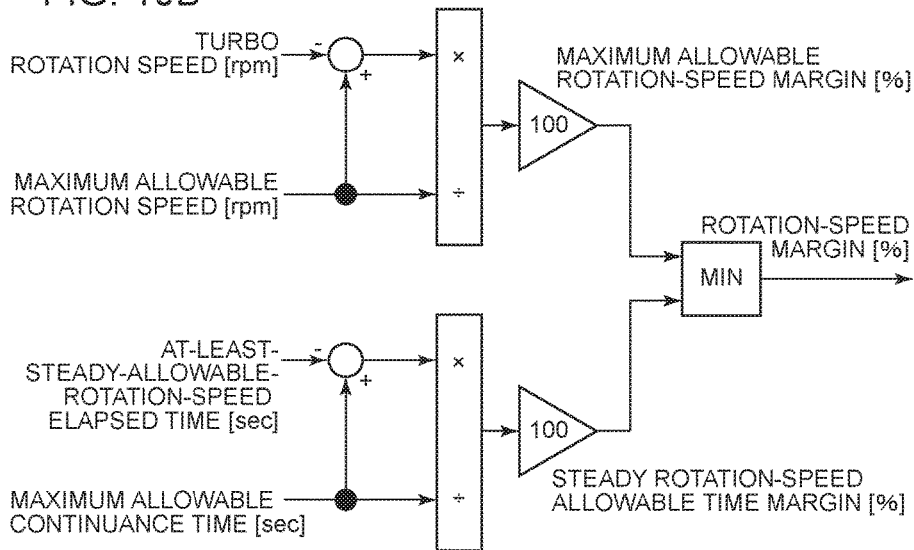 FIG. 10B
TURBO
ROTATION SPEED [rpm]
-
+
×
MAXIMUM ALLOWABLE
ROTATION-SPEED MARGIN [%]
100
MAXIMUM ALLOWABLE
ROTATION SPEED [rpm]
÷
ROTATION-SPEED
MARGIN [%]
MIN
AT-LEAST-
STEADY-ALLOWABLE-
ROTATION-SPEED
ELAPSED TIME [sec]
-
+
×
100
STEADY ROTATION-SPEED
ALLOWABLE TIME MARGIN [%]
MAXIMUM ALLOWABLE
CONTINUANCE TIME [sec]
÷